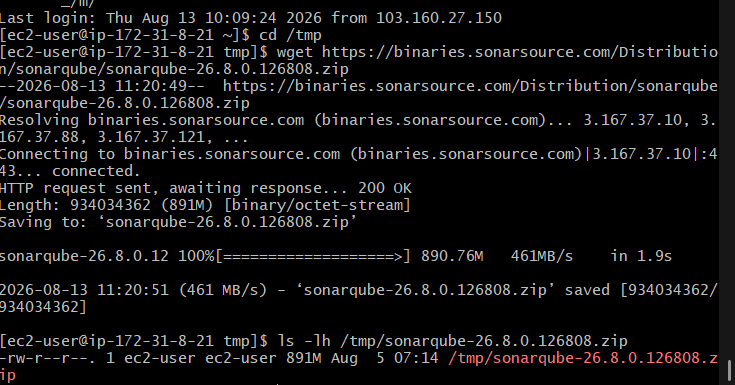 _/m/
Last login: Thu Aug 13 10:09:24 2026 from 103.160.27.150
[ec2-user@ip-172-31-8-21 ~]$ cd /tmp
[ec2-user@ip-172-31-8-21 tmp]$ wget https://binaries.sonarsource.com/Distributio
n/sonarqube/sonarqube-26.8.0.126808.zip
--2026-08-13 11:20:49--  https://binaries.sonarsource.com/Distribution/sonarqube
/sonarqube-26.8.0.126808.zip
Resolving binaries.sonarsource.com (binaries.sonarsource.com)... 3.167.37.10, 3.
167.37.88, 3.167.37.121, ...
Connecting to binaries.sonarsource.com (binaries.sonarsource.com)|3.167.37.10|:4
43... connected.
HTTP request sent, awaiting response... 200 OK
Length: 934034362 (891M) [binary/octet-stream]
Saving to: ‘sonarqube-26.8.0.126808.zip’
sonarqube-26.8.0.12 100%[===================>] 890.76M   461MB/s    in 1.9s
2026-08-13 11:20:51 (461 MB/s) - ‘sonarqube-26.8.0.126808.zip’ saved [934034362/
934034362]
[ec2-user@ip-172-31-8-21 tmp]$ ls -lh /tmp/sonarqube-26.8.0.126808.zip
-rw-r--r--. 1 ec2-user ec2-user 891M Aug  5 07:14 /tmp/sonarqube-26.8.0.126808.z
ip